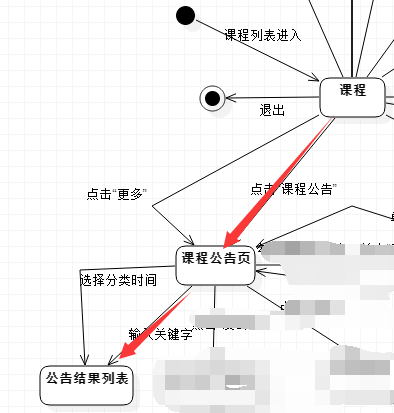 课程列表进入
课程
退出
点击“更多”
点击“课程公告”
课程公告页
选择分类时间
关键字
公告结果列表